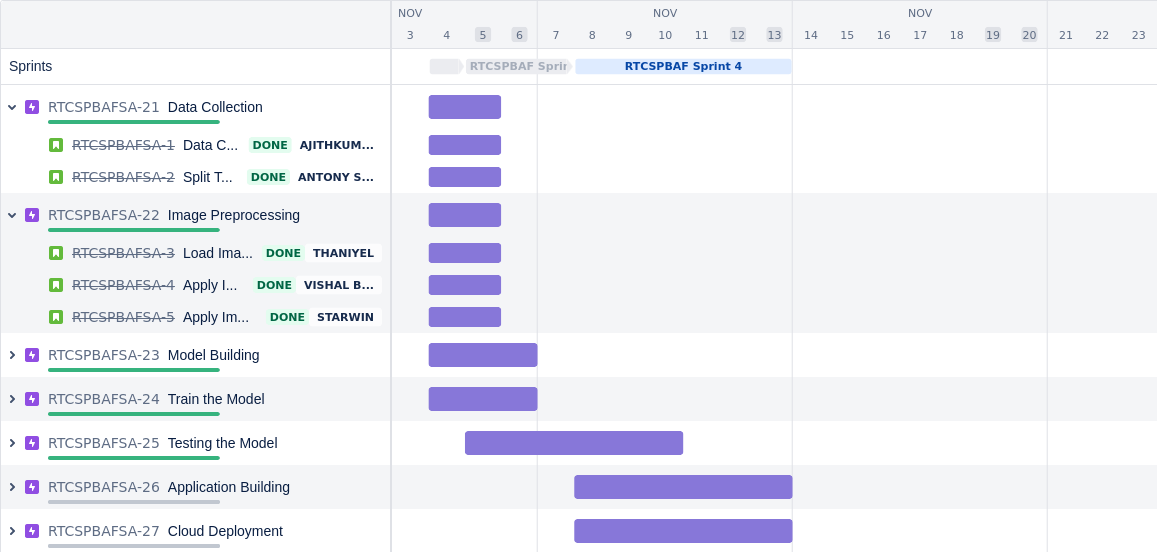 NOV NOV NOV
3 4 5 6 7 8 9 10 11 12 13 14 15 16 17 18 19 20 21 22 23
Sprints RTCSPBAF Sprin RTCSPBAF Sprint 4
RTCSPBAFSA-21 Data Collection
RTCSPBAFSA-1 Data C... DONE AJITHKUM...
RTCSPBAFSA-2 Split T... DONE ANTONY S...
RTCSPBAFSA-22 Image Preprocessing
RTCSPBAFSA-3 Load Ima... DONE THANIYEL
RTCSPBAFSA-4 Apply I... DONE VISHAL B...
RTCSPBAFSA-5 Apply Im... DONE STARWIN
RTCSPBAFSA-23 Model Building
RTCSPBAFSA-24 Train the Model
RTCSPBAFSA-25 Testing the Model
RTCSPBAFSA-26 Application Building
RTCSPBAFSA-27 Cloud Deployment